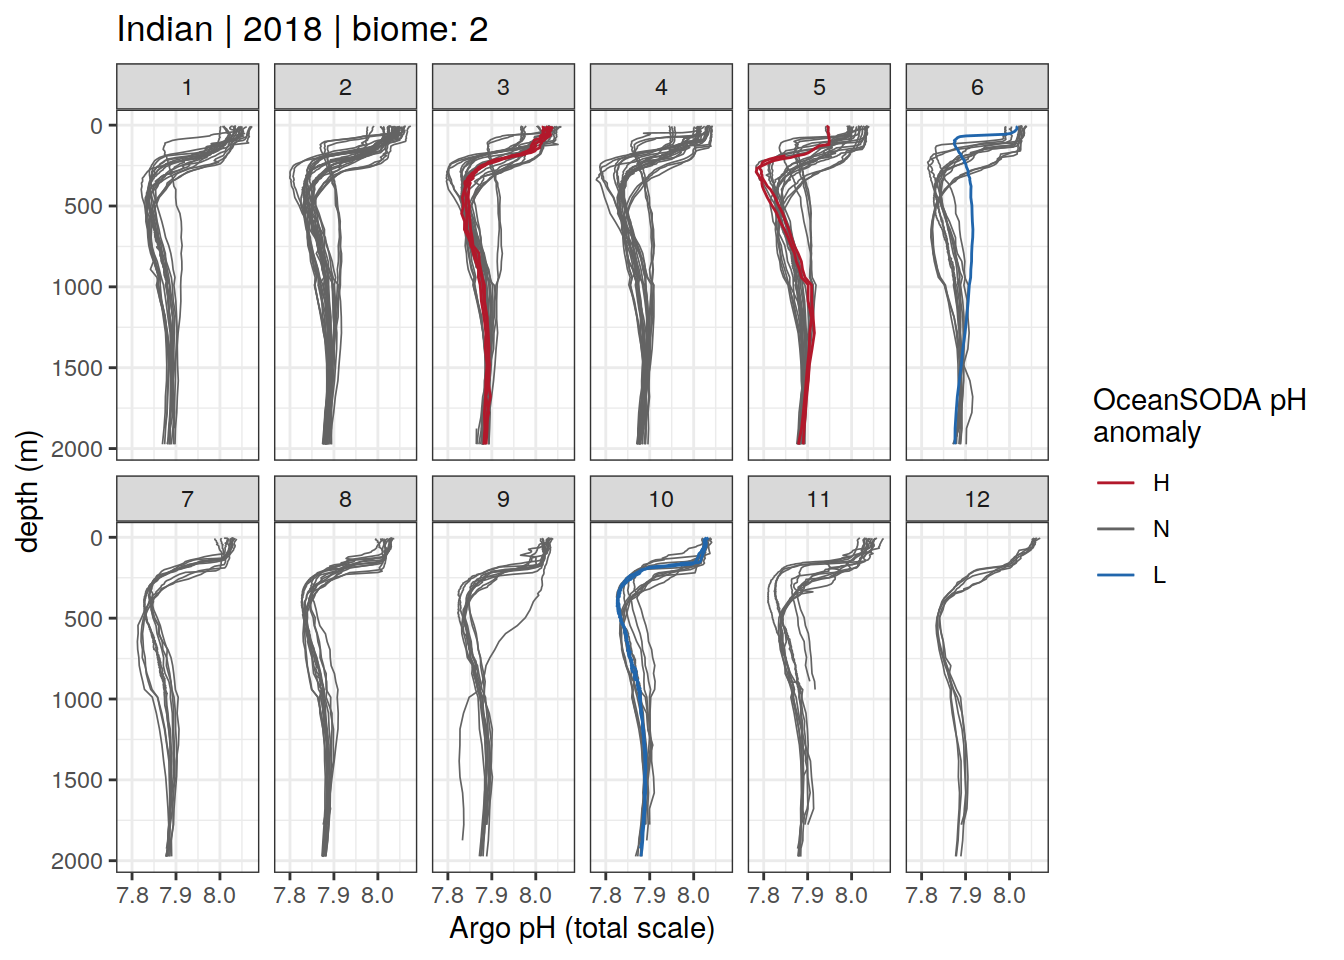 Indian | 2018 | biome: 2
1 2 3 4 5 6
0
500
1000
1500
2000
7 8 9 10 11 12
0
500
1000
1500
2000
7.8 7.9 8.0 7.8 7.9 8.0 7.8 7.9 8.0 7.8 7.9 8.0 7.8 7.9 8.0 7.8 7.9 8.0
Argo pH (total scale)
depth (m)
OceanSODA pH
anomaly
H
N
L